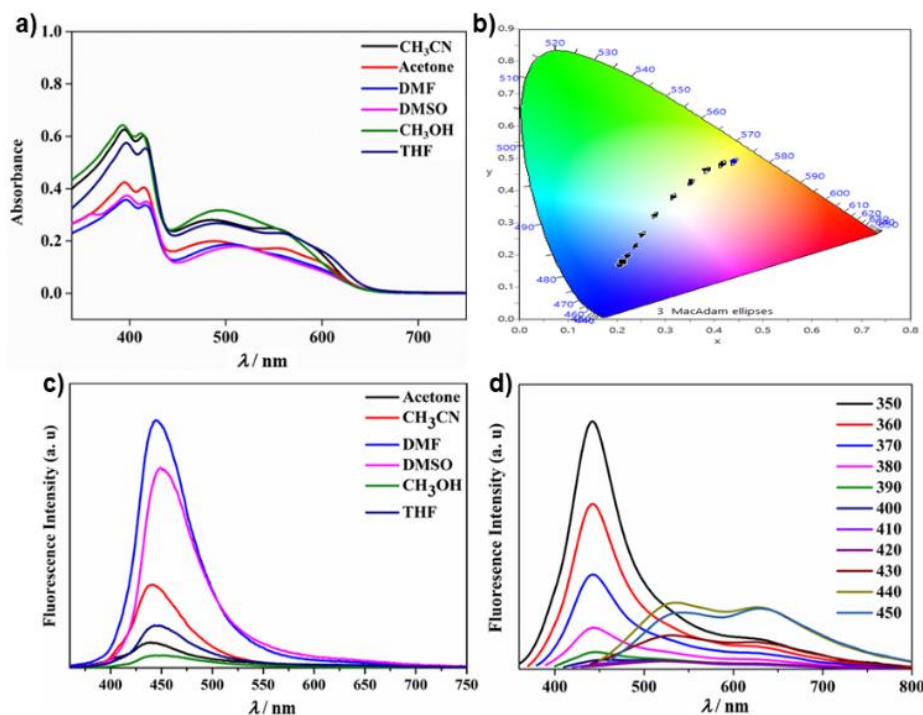 a)
CH₃CN
Acetone
DMF
DMSO
CH₃OH
THF
Absorbance
1.0
0.8
0.6
0.4
0.2
0.0
400 500 600 700
λ / nm
b)
0.9
0.8
0.7
0.6
0.5
0.4
0.3
0.2
0.1
0.0
y
520
530
510
540
550
560
500
570
580
590
600
490
610
620
480
470
460
3 MacAdam ellipses
0.0 0.1 0.2 0.3 0.4 0.5 0.6 0.7 0.8
x
c)
Acetone
CH₃CN
DMF
DMSO
CH₃OH
THF
Fluorescence Intensity (a. u)
400 450 500 550 600 650 700 750
λ / nm
d)
350
360
370
380
390
400
410
420
430
440
450
Fluorescence Intensity (a. u)
400 500 600 700 800
λ / nm